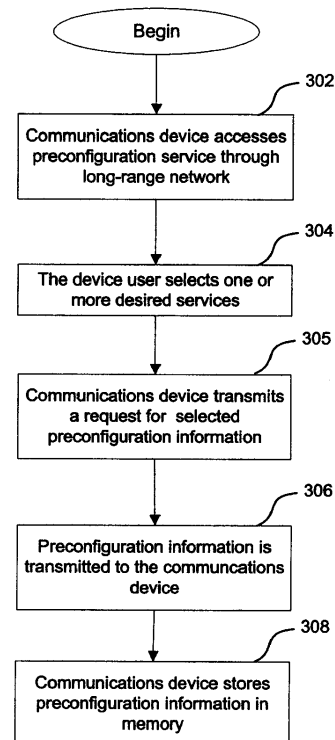 Begin
302
Communications device accesses
preconfiguration service through
long-range network
304
The device user selects one or
more desired services
305
Communications device transmits
a request for selected
preconfiguration information
306
Preconfiguration information is
transmitted to the communcations
device
308
Communications device stores
preconfiguration information in
memory